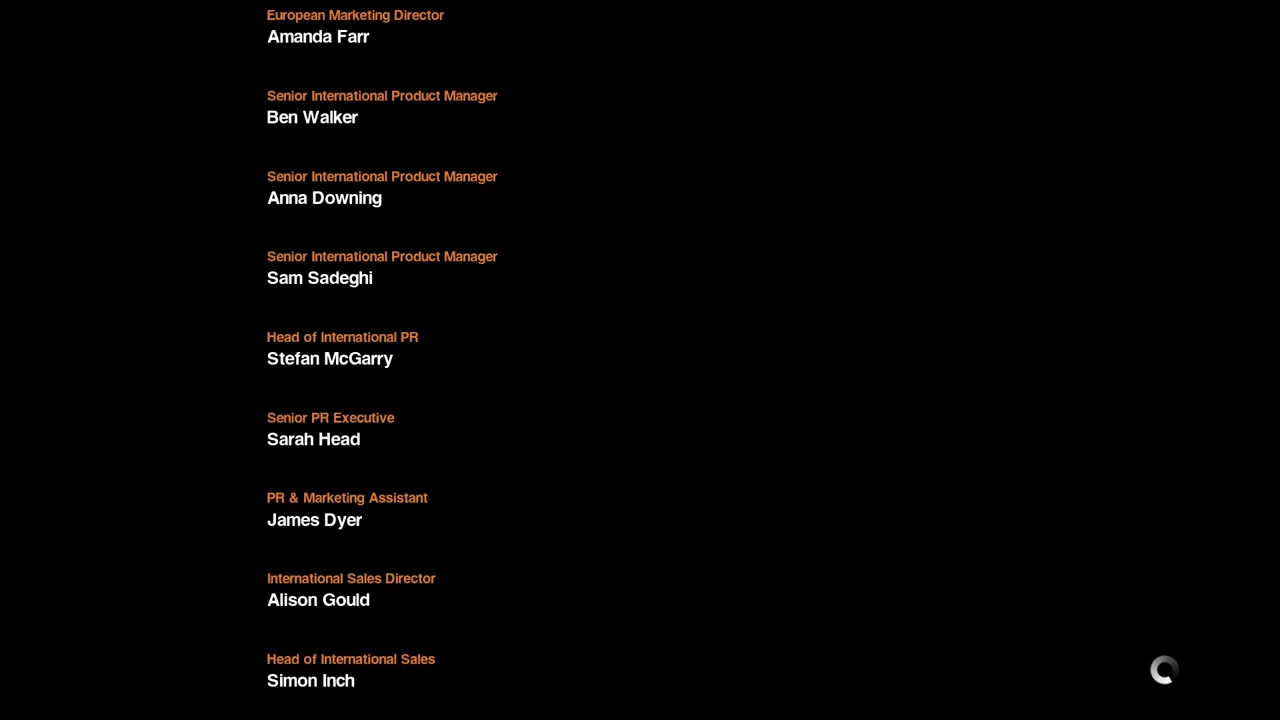 European Marketing Director
Amanda Farr
Senior International Product Manager
Ben Walker
Senior International Product Manager
Anna Downing
Senior International Product Manager
Sam Sadeghi
Head of International PR
Stefan McGarry
Senior PR Executive
Sarah Head
PR & Marketing Assistant
James Dyer
International Sales Director
Alison Gould
Head of International Sales
Simon Inch